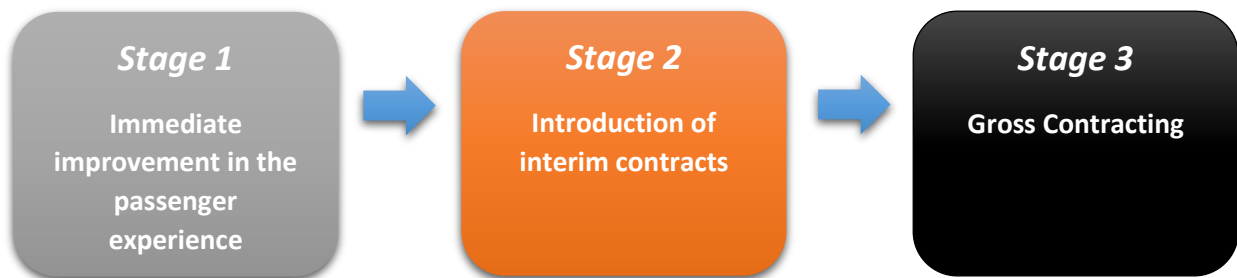 Stage 1
Immediate
improvement in the
passenger
experience
Stage 2
Introduction of
interim contracts
Stage 3
Gross Contracting